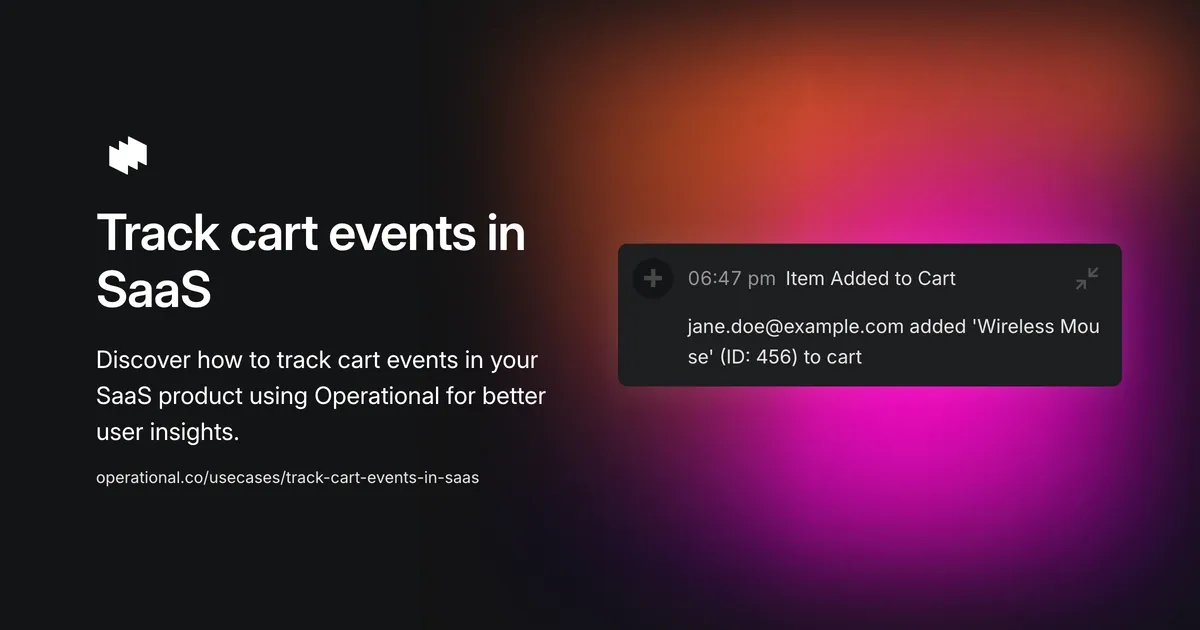 Track cart events in
SaaS
Discover how to track cart events in your
SaaS product using Operational for better
user insights.
operational.co/usecases/track-cart-events-in-saas
06:47 pm Item Added to Cart
jane.doe@example.com added 'Wireless Mou
se' (ID: 456) to cart